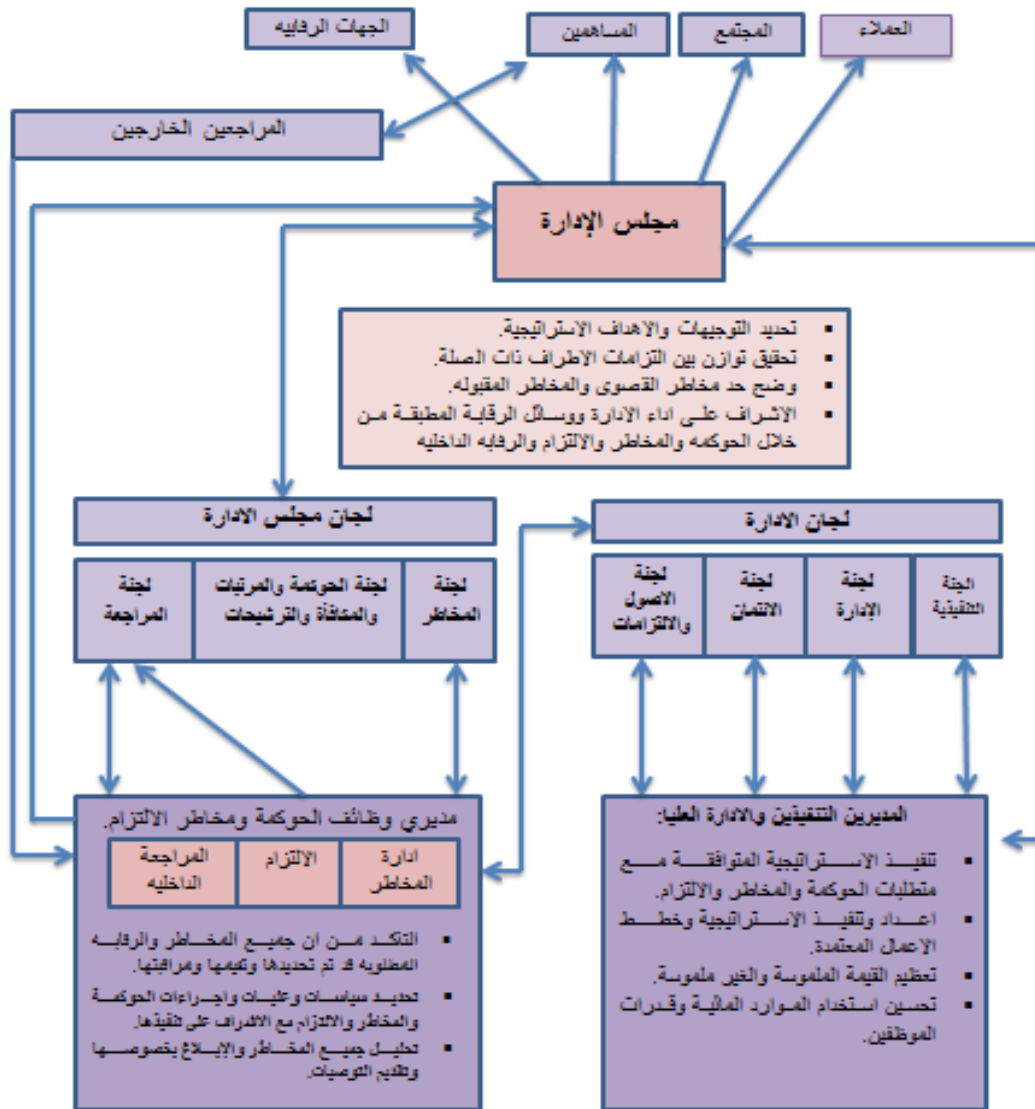 العملاء
المجتمع
المساهمين
الجهات الرقابيه
المراجعين الخارجين
مجلس الإدارة
▪ تحديد التوجيهات والاهداف الاستراتيجية.
▪ تحقيق توازن بين التزامات الاطراف ذات الصلة.
▪ وضح حد مخاطر القصوى والمخاطر المقبوله.
▪ الاشراف على اداء الادارة ووسائل الرقابة المطبقة من
خلال الحوكمه والمخاطر والالتزام والرقابه الداخليه
لجان الادارة
اللجنة
التنفيذية
لجنة
الإدارة
لجنة
الائتمان
لجنة
الاصول
والالتزامات
لجان مجلس الادارة
لجنة
المخاطر
لجنة الحوكمة والمرتبات
والمكافأة والترشيحات
لجنة
المراجعة
المديرين التنفيذين والادارة العليا:
▪ تنفيذ الاستراتيجية المتوافقة مع
متطلبات الحوكمة والمخاطر والالتزام.
▪ اعداد وتنفيذ الاستراتيجية وخطط
الاعمال المعتمدة.
▪ تعظيم القيمة الملموسة والغير ملموسة.
▪ تحسين استخدام الموارد المالية وقدرات
الموظفين.
مديري وظائف الحوكمة ومخاطر الالتزام.
ادارة
المخاطر
الالتزام
المراجعة
الداخليه
▪ التاكد من ان جميع المخاطر والرقابه
المطلوبه قد تم تحديدها وتقيمها ومراقبتها.
▪ تحديد سياسات وعليات واجراءات الحوكمة
والمخاطر والالتزام مع الاشراف على تنفيذها.
▪ تحليل جميع المخاطر والإبلاغ بخصوصها
وتقديم التوصيات.